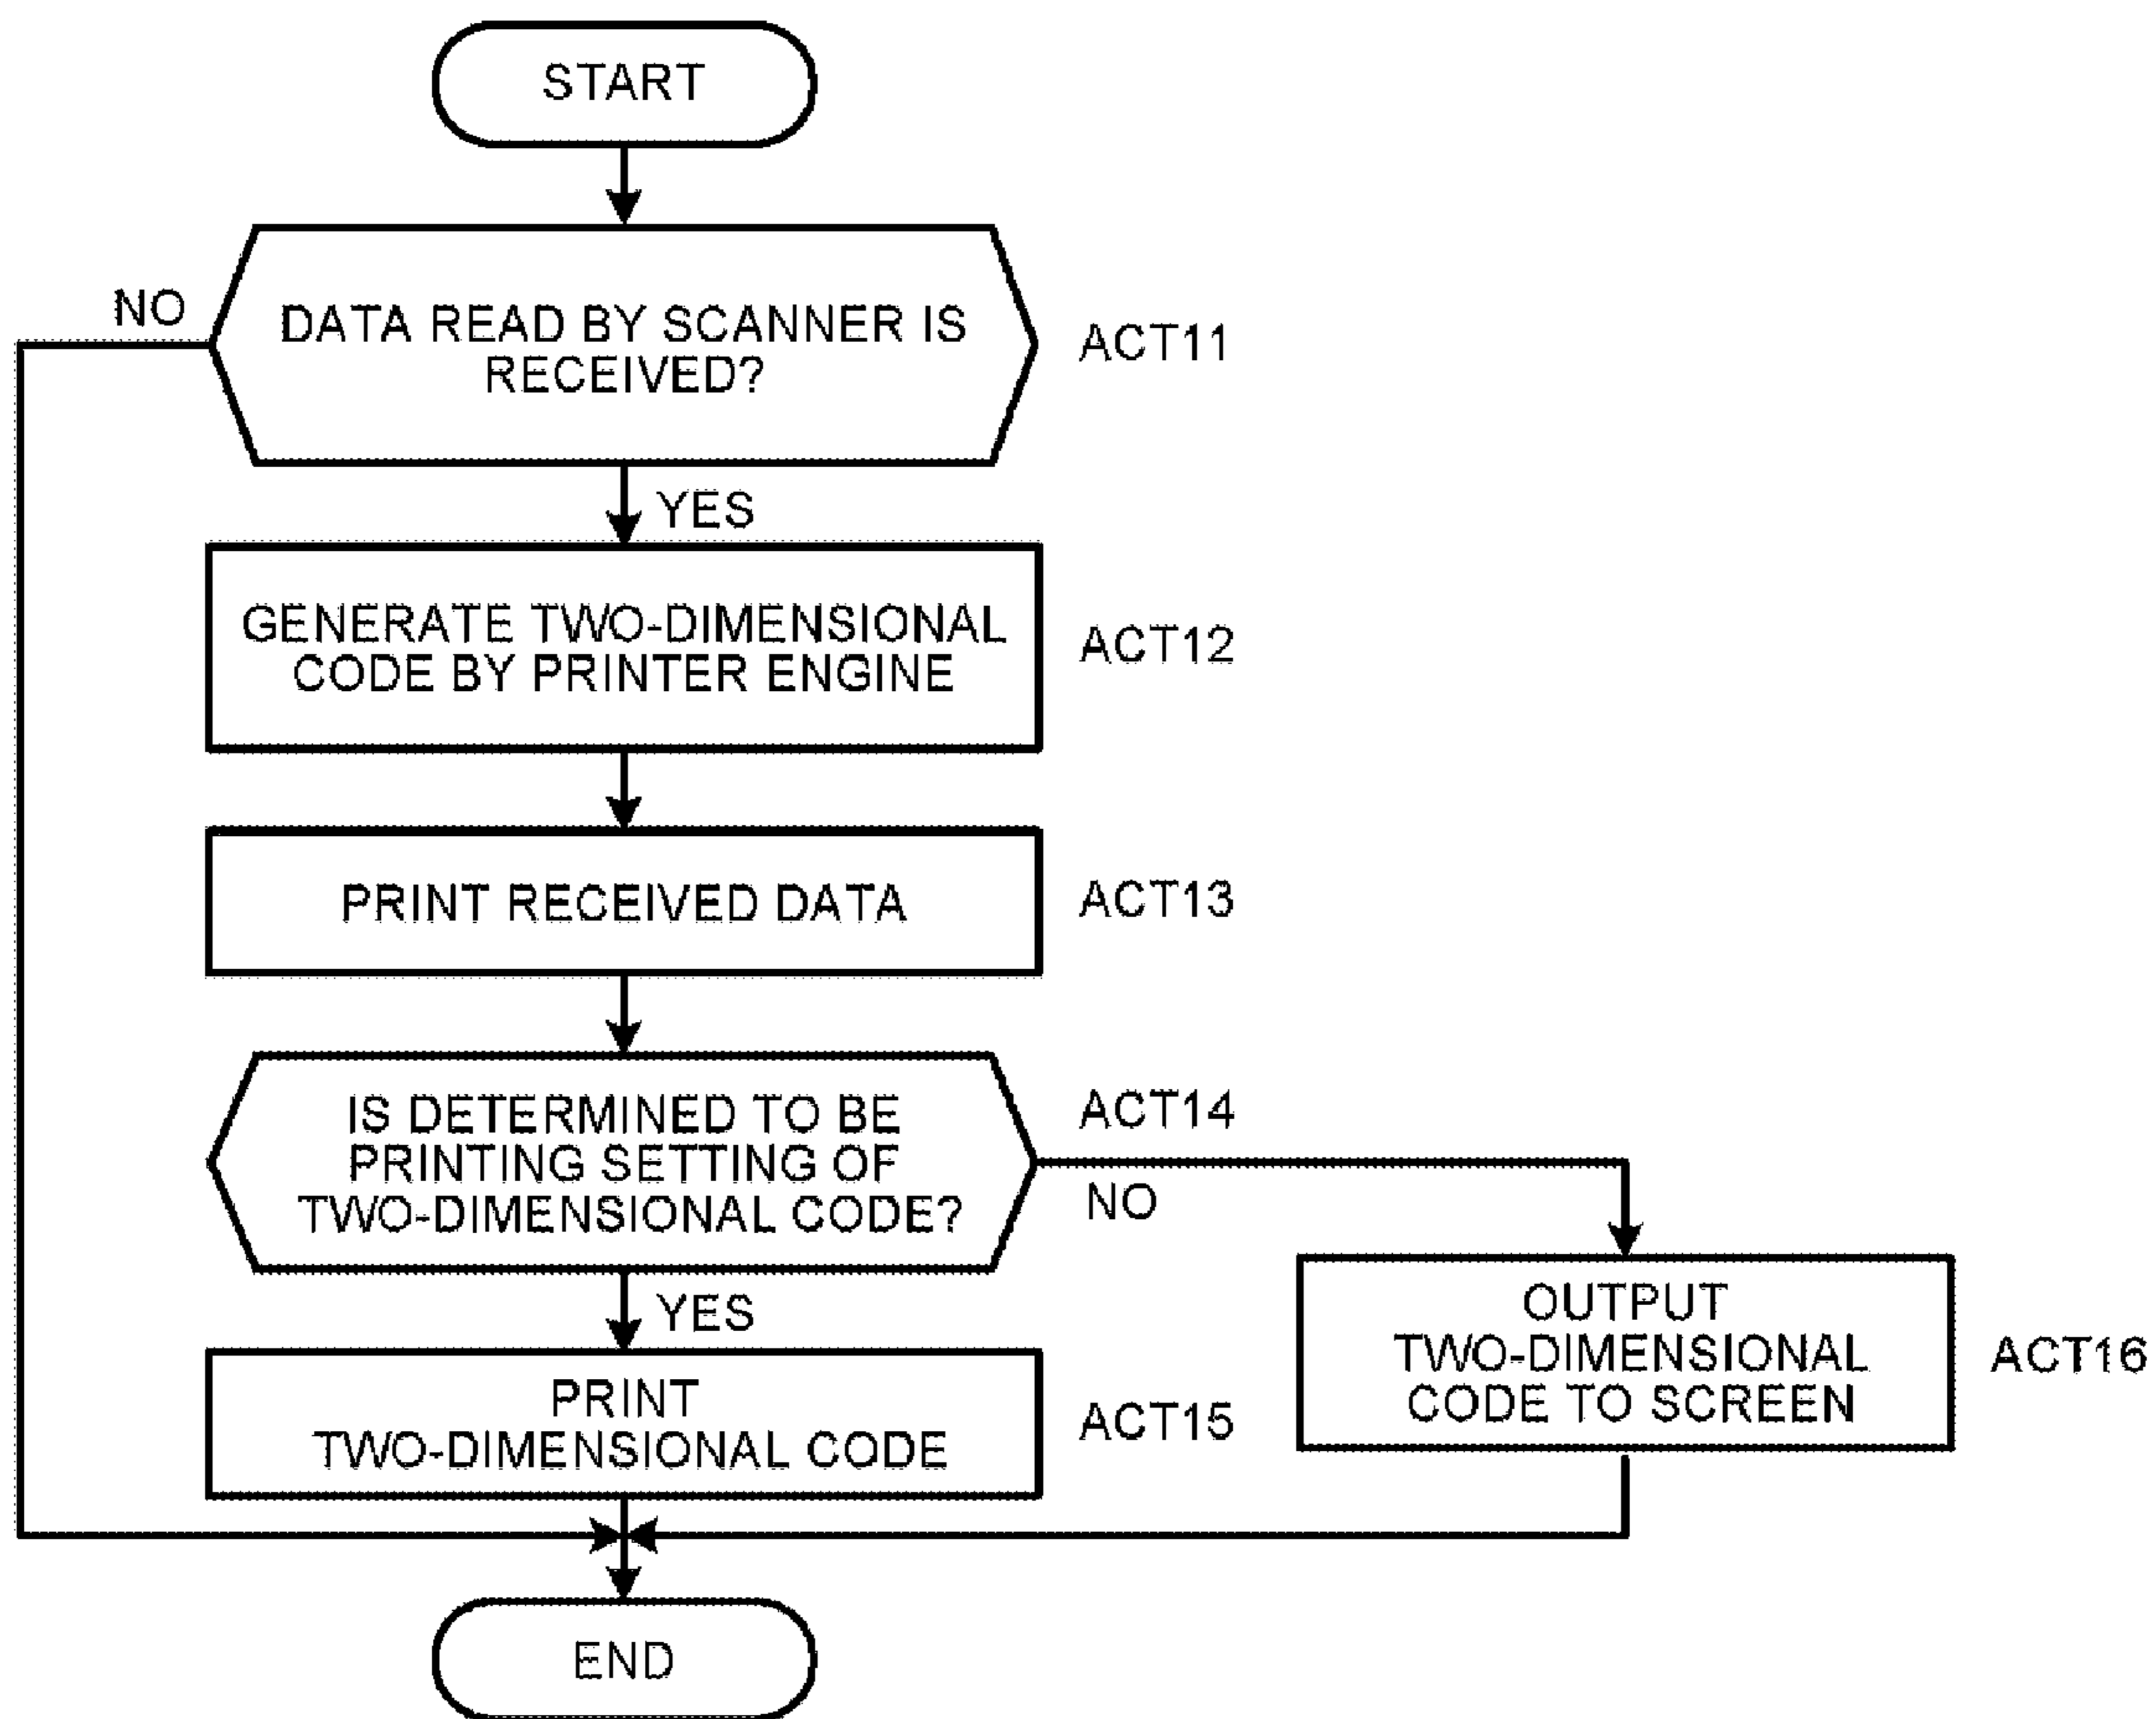 START
NO
DATA READ BY SCANNER IS
RECEIVED?
ACT11
YES
GENERATE TWO-DIMENSIONAL
CODE BY PRINTER ENGINE
ACT12
PRINT RECEIVED DATA
ACT13
IS DETERMINED TO BE
PRINTING SETTING OF
TWO-DIMENSIONAL CODE?
ACT14
NO
YES
PRINT
TWO-DIMENSIONAL CODE
ACT15
OUTPUT
TWO-DIMENSIONAL
CODE TO SCREEN
ACT16
END